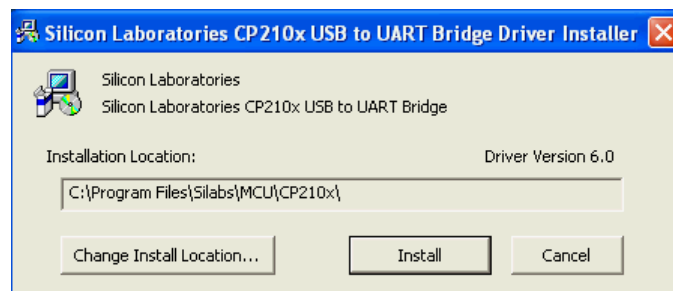 Silicon Laboratories CP210x USB to UART Bridge Driver Installer
Silicon Laboratories
Silicon Laboratories CP210x USB to UART Bridge
Installation Location: Driver Version 6.0
C:\Program Files\Silabs\MCU\CP210x\
Change Install Location... Install Cancel